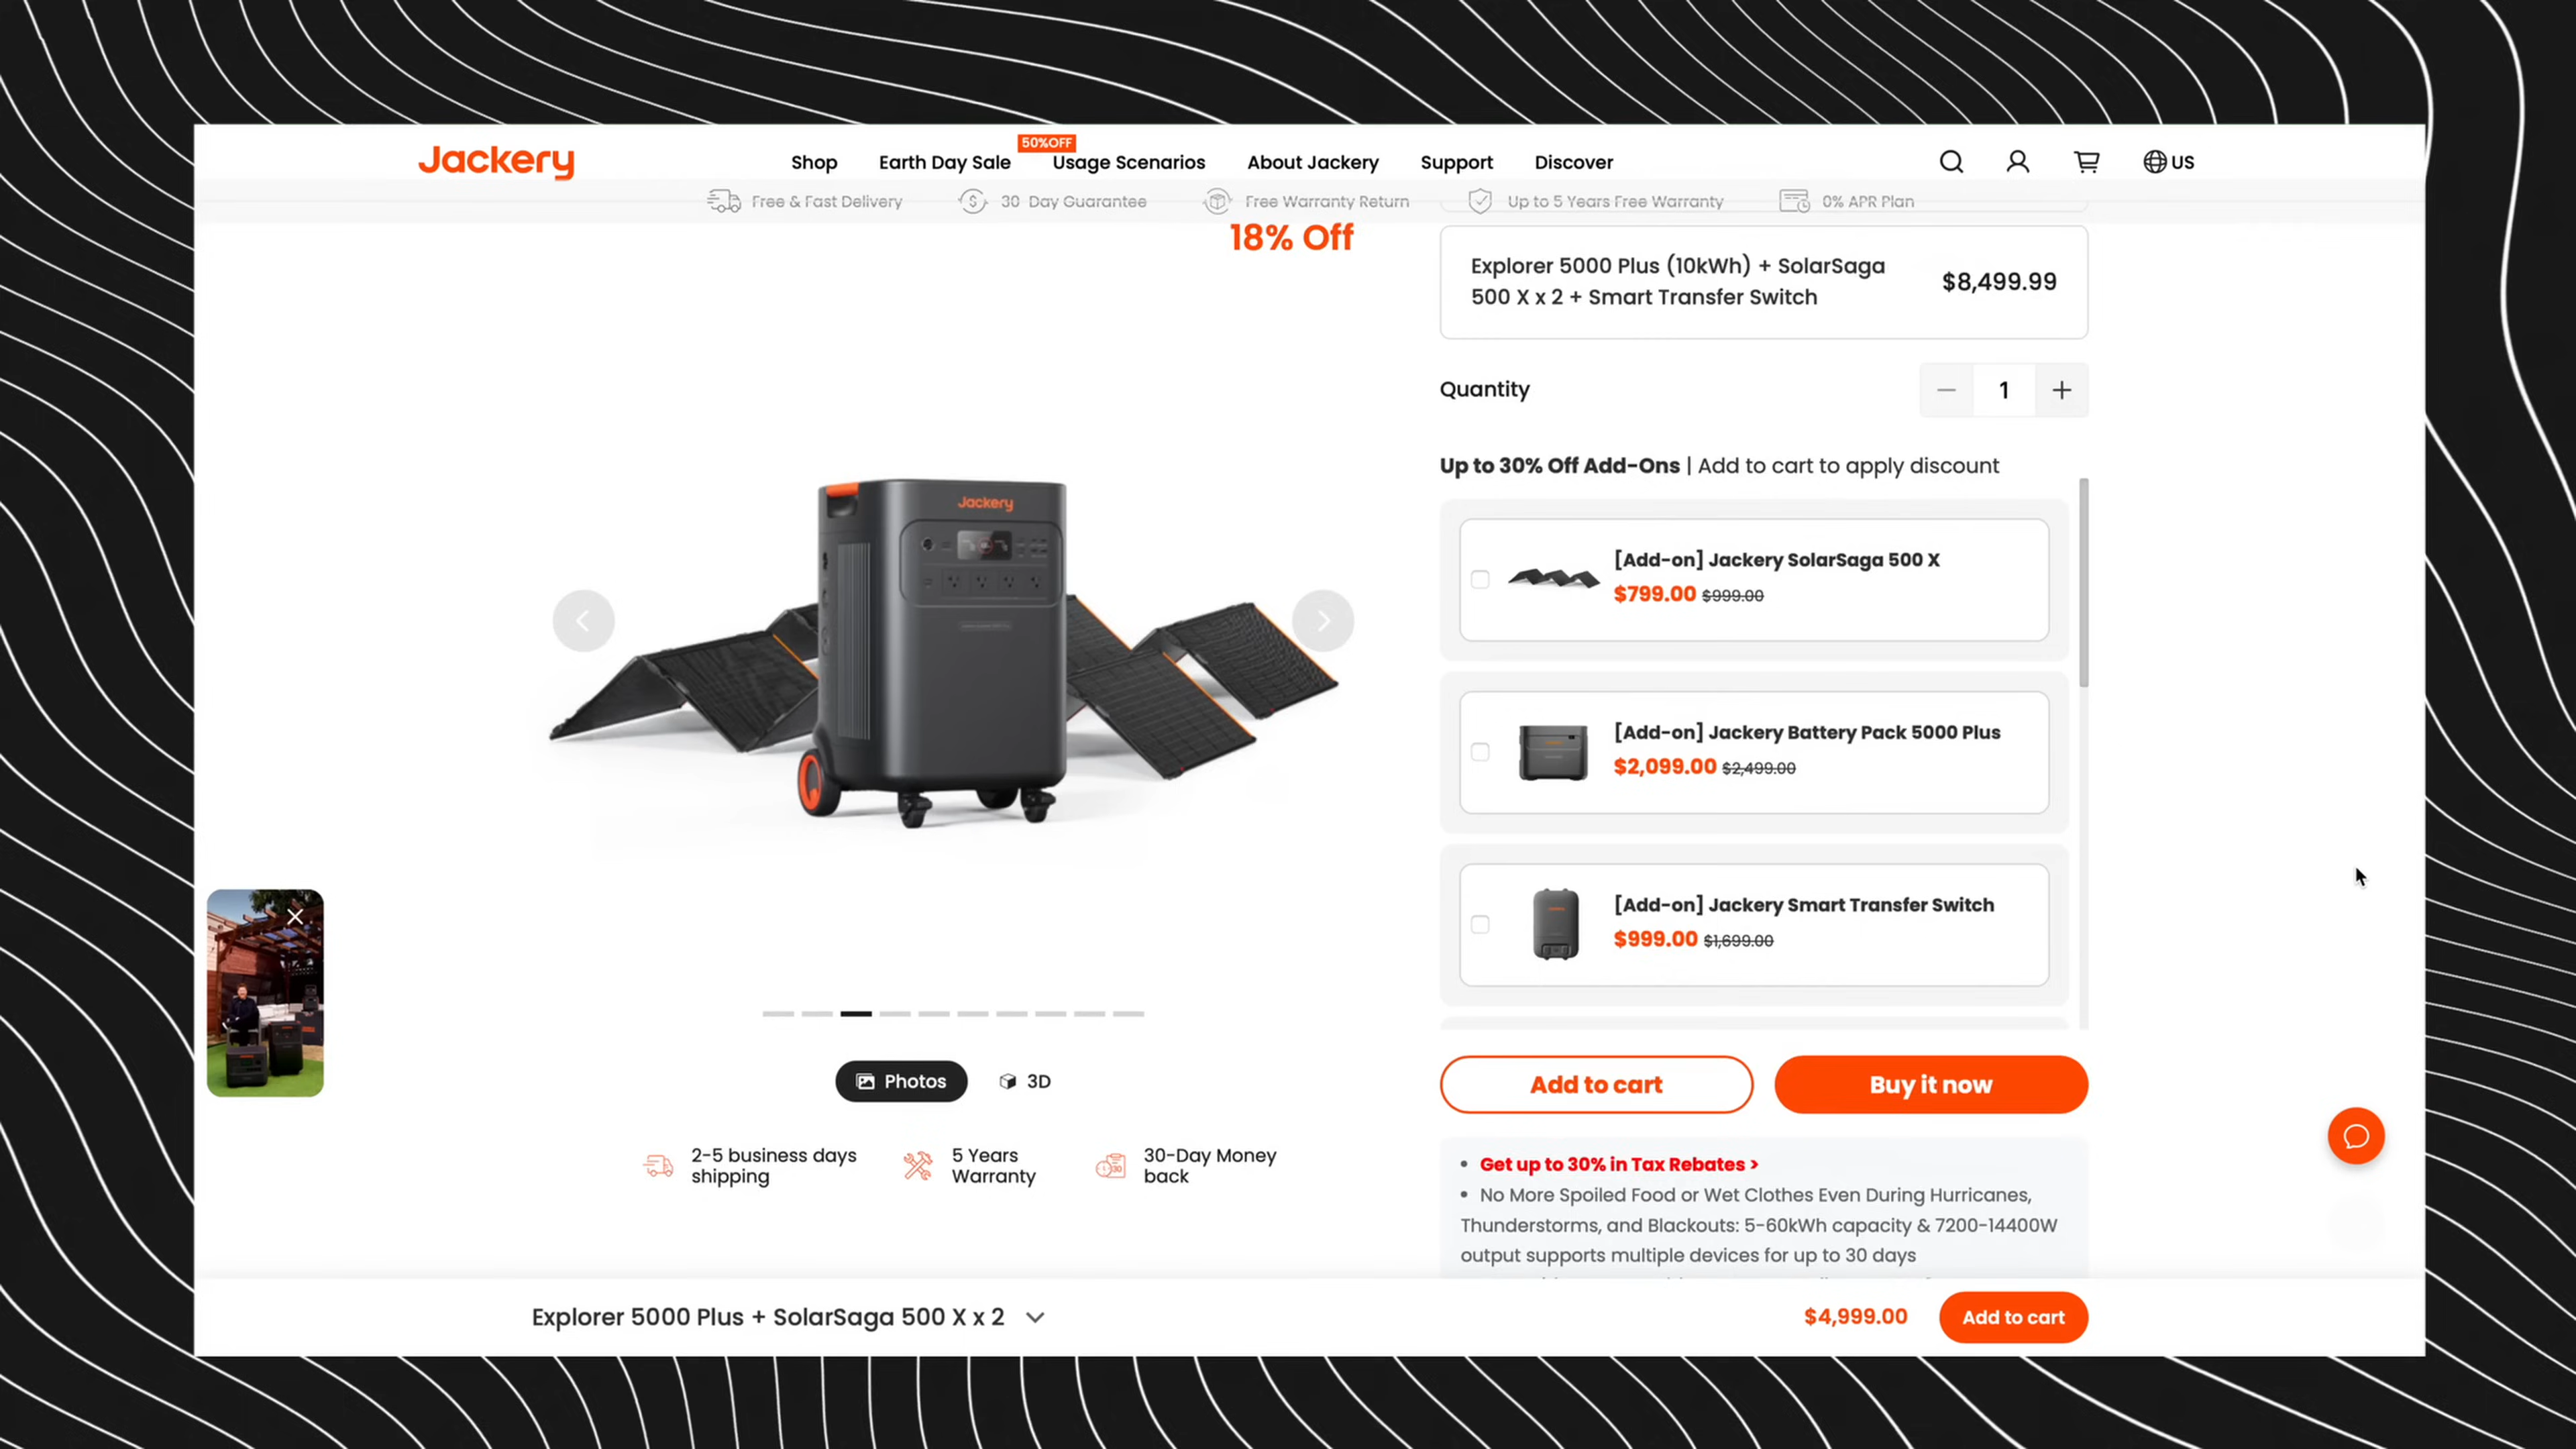 Jackery
Shop
Earth Day Sale
50%OFF
Usage Scenarios
About Jackery
Support
Discover
US
Free & Fast Delivery
30 Day Guarantee
Free Warranty Return
Up to 5 Years Free Warranty
0% APR Plan
18% Off
Explorer 5000 Plus (10kWh) + SolarSaga
500 X x 2 + Smart Transfer Switch
$8,499.99
Quantity
1
Up to 30% Off Add-Ons | Add to cart to apply discount
[Add-on] Jackery SolarSaga 500 X
$799.00 $999.00
[Add-on] Jackery Battery Pack 5000 Plus
$2,099.00 $2,499.00
[Add-on] Jackery Smart Transfer Switch
$999.00 $1,699.00
Jackery
Photos
3D
2-5 business days
shipping
5 Years
Warranty
30-Day Money
back
Add to cart
Buy it now
• Get up to 30% in Tax Rebates >
• No More Spoiled Food or Wet Clothes Even During Hurricanes,
Thunderstorms, and Blackouts: 5-60kWh capacity & 7200-14400W
output supports multiple devices for up to 30 days
Explorer 5000 Plus + SolarSaga 500 X x 2
$4,999.00
Add to cart